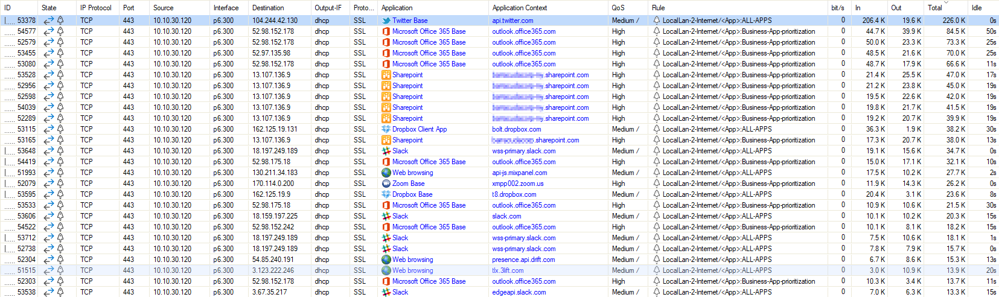 ID State IP Protocol Port Source Interface Destination Output-IF Proto... Application Application Context QoS Rule bit/s In Out Total Idle
53378 TCP 443 10.10.30.120 p6.300 104.244.42.130 dhcp SSL Twitter Base api.twitter.com Medium / LocalLan-2-Internet/<App>:ALL-APPS 0 206.4 K 19.6 K 226.0 K 0s
54577 TCP 443 10.10.30.120 p6.300 52.98.152.178 dhcp SSL Microsoft Office 365 Base outlook.office365.com High LocalLan-2-Internet/<App>:Business-App-prioritization 0 44.7 K 39.9 K 84.5 K 50s
52579 TCP 443 10.10.30.120 p6.300 52.98.152.178 dhcp SSL Microsoft Office 365 Base outlook.office365.com High LocalLan-2-Internet/<App>:Business-App-prioritization 0 50.0 K 23.3 K 73.3 K 25s
53455 TCP 443 10.10.30.120 p6.300 52.97.135.98 dhcp SSL Microsoft Office 365 Base outlook.office365.com High LocalLan-2-Internet/<App>:Business-App-prioritization 0 48.5 K 21.6 K 70.0 K 25s
53080 TCP 443 10.10.30.120 p6.300 52.98.152.178 dhcp SSL Microsoft Office 365 Base outlook.office365.com High LocalLan-2-Internet/<App>:Business-App-prioritization 0 48.7 K 17.9 K 66.6 K 11s
53528 TCP 443 10.10.30.120 p6.300 13.107.136.9 dhcp SSL Sharepoint .sharepoint.com High LocalLan-2-Internet/<App>:Business-App-prioritization 0 21.4 K 25.5 K 47.0 K 17s
52956 TCP 443 10.10.30.120 p6.300 13.107.136.9 dhcp SSL Sharepoint .sharepoint.com High LocalLan-2-Internet/<App>:Business-App-prioritization 0 21.2 K 23.8 K 45.0 K 19s
52598 TCP 443 10.10.30.120 p6.300 13.107.136.9 dhcp SSL Sharepoint .sharepoint.com High LocalLan-2-Internet/<App>:Business-App-prioritization 0 19.5 K 22.6 K 42.0 K 19s
54039 TCP 443 10.10.30.120 p6.300 13.107.136.9 dhcp SSL Sharepoint .sharepoint.com High LocalLan-2-Internet/<App>:Business-App-prioritization 0 19.8 K 21.7 K 41.5 K 19s
52289 TCP 443 10.10.30.120 p6.300 13.107.136.9 dhcp SSL Sharepoint .sharepoint.com High LocalLan-2-Internet/<App>:Business-App-prioritization 0 19.2 K 20.7 K 39.9 K 19s
53115 TCP 443 10.10.30.120 p6.300 162.125.19.131 dhcp SSL Dropbox Client App bolt.dropbox.com Medium / LocalLan-2-Internet/<App>:ALL-APPS 0 36.3 K 1.9 K 38.2 K 30s
53165 TCP 443 10.10.30.120 p6.300 13.107.136.9 dhcp SSL Sharepoint .sharepoint.com High LocalLan-2-Internet/<App>:Business-App-prioritization 0 17.3 K 20.7 K 38.0 K 13s
53648 TCP 443 10.10.30.120 p6.300 18.197.249.189 dhcp SSL Slack wss-primary.slack.com Medium / LocalLan-2-Internet/<App>:ALL-APPS 0 19.1 K 15.6 K 34.7 K 0s
54419 TCP 443 10.10.30.120 p6.300 52.98.175.18 dhcp SSL Microsoft Office 365 Base outlook.office365.com High LocalLan-2-Internet/<App>:Business-App-prioritization 0 15.0 K 17.1 K 32.1 K 10s
51993 TCP 443 10.10.30.120 p6.300 130.211.34.183 dhcp SSL Web browsing api-js.mixpanel.com Medium / LocalLan-2-Internet/<App>:ALL-APPS 0 17.5 K 10.2 K 27.7 K 2s
52079 TCP 443 10.10.30.120 p6.300 170.114.0.200 dhcp SSL Zoom Base xmpp002.zoom.us High LocalLan-2-Internet/<App>:Business-App-prioritization 0 11.9 K 14.3 K 26.2 K 0s
53595 TCP 443 10.10.30.120 p6.300 162.125.19.9 dhcp SSL Dropbox Base t8.dropbox.com Medium / LocalLan-2-Internet/<App>:ALL-APPS 0 20.4 K 3.1 K 23.6 K 8s
53533 TCP 443 10.10.30.120 p6.300 52.98.175.18 dhcp SSL Microsoft Office 365 Base outlook.office365.com High LocalLan-2-Internet/<App>:Business-App-prioritization 0 10.9 K 10.6 K 21.5 K 30s
53606 TCP 443 10.10.30.120 p6.300 18.159.197.225 dhcp SSL Slack slack.com Medium / LocalLan-2-Internet/<App>:ALL-APPS 0 10.1 K 10.2 K 20.3 K 15s
54522 TCP 443 10.10.30.120 p6.300 52.98.152.242 dhcp SSL Microsoft Office 365 Base outlook.office365.com High LocalLan-2-Internet/<App>:Business-App-prioritization 0 10.1 K 8.1 K 18.2 K 15s
53712 TCP 443 10.10.30.120 p6.300 18.197.249.189 dhcp SSL Slack wss-primary.slack.com Medium / LocalLan-2-Internet/<App>:ALL-APPS 0 7.5 K 10.6 K 18.1 K 1s
52738 TCP 443 10.10.30.120 p6.300 18.197.249.189 dhcp SSL Slack wss-primary.slack.com Medium / LocalLan-2-Internet/<App>:ALL-APPS 0 7.8 K 7.9 K 15.7 K 0s
52304 TCP 443 10.10.30.120 p6.300 54.85.240.191 dhcp SSL Web browsing presence.api.drift.com Medium / LocalLan-2-Internet/<App>:ALL-APPS 0 6.7 K 8.6 K 15.3 K 13s
51515 TCP 443 10.10.30.120 p6.300 3.123.222.246 dhcp SSL Web browsing tlx.3lift.com Medium / LocalLan-2-Internet/<App>:ALL-APPS 0 3.0 K 10.9 K 13.9 K 20s
52303 TCP 443 10.10.30.120 p6.300 52.98.152.178 dhcp SSL Microsoft Office 365 Base outlook.office365.com High LocalLan-2-Internet/<App>:Business-App-prioritization 0 10.3 K 3.4 K 13.7 K 11s
53538 TCP 443 10.10.30.120 p6.300 3.67.35.217 dhcp SSL Slack edgeapi.slack.com Medium / LocalLan-2-Internet/<App>:ALL-APPS 0 7.0 K 6.3 K 13.3 K 15s